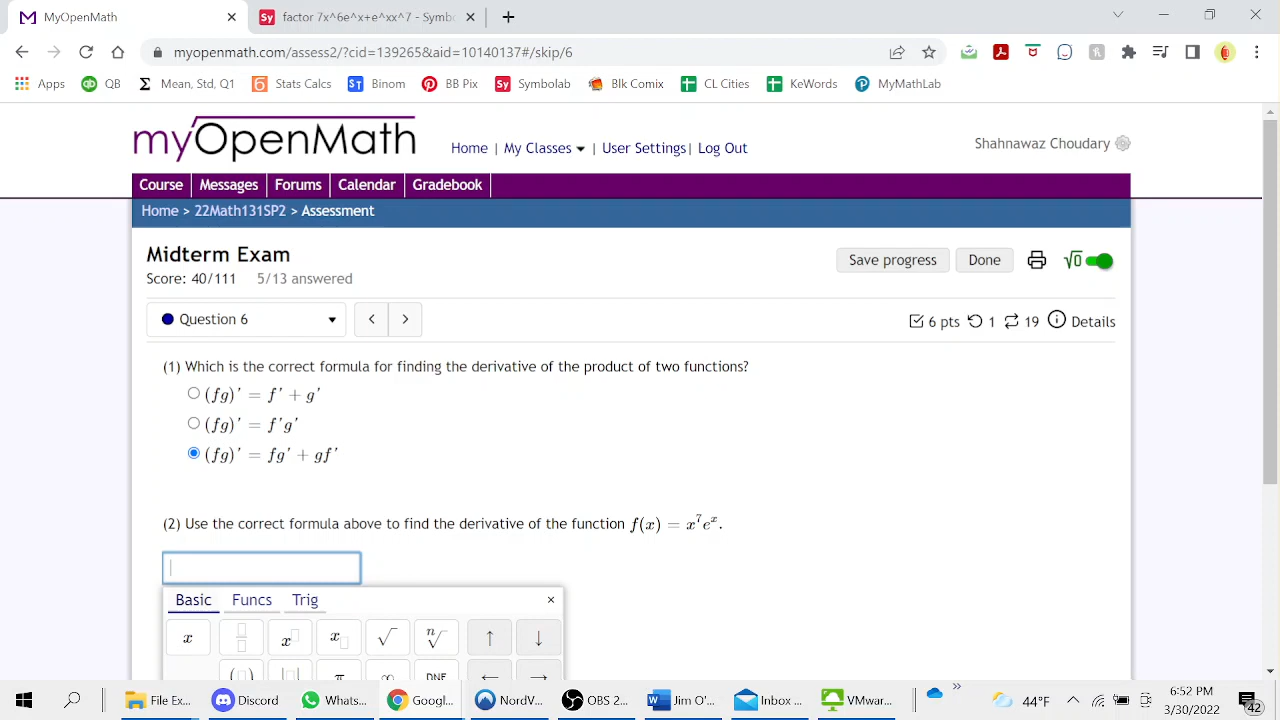 MyOpenMath
factor 7x^6e^x+e^xx^7 - Symbo
myopenmath.com/assess2/?cid=139265&aid=10140137#/skip/6
Apps QB Mean, Std, Q1 Stats Calcs Binom BB Pix Symbolab Blk Comix CL Cities KeWords MyMathLab
myOpenMath
Home | My Classes | User Settings | Log Out
Shahnawaz Choudary
Course Messages Forums Calendar Gradebook
Home > 22Math131SP2 > Assessment
Midterm Exam
Save progress Done √0
Score: 40/111 5/13 answered
Question 6 < >
6 pts 1 19 Details
(1) Which is the correct formula for finding the derivative of the product of two functions?
(fg)' = f' + g'
(fg)' = f'g'
(fg)' = fg' + gf'
(2) Use the correct formula above to find the derivative of the function f(x) = x⁷eˣ.
Basic Funcs Trig ×
x x□ x□ √ n√ ↑ ↓
(□) |□| π ∞ DNE ← →
File Ex... Discord Whats... Googl... NordV... OBS 2... Jim O'... Inbox ... VMwar... » 44°F 6:52 PM
3/30/2022 42